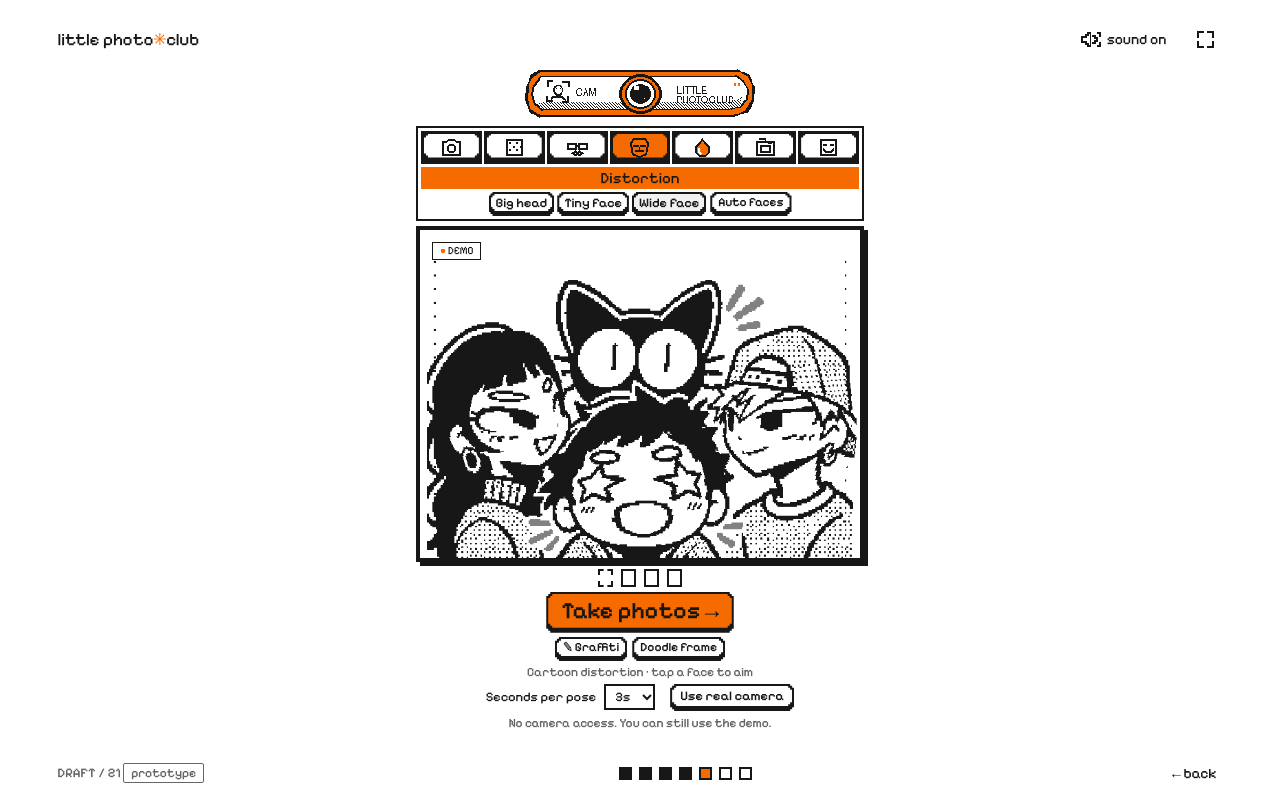 little photo✳club
sound on
CAM
LITTLE
PHOTOCLUB
Distortion
Big head
Tiny face
Wide face
Auto faces
DEMO
Take photos→
✎ Graffiti
Doodle frame
Cartoon distortion · tap a face to aim
Seconds per pose
3s
Use real camera
No camera access. You can still use the demo.
DRAFT / 21
prototype
←back